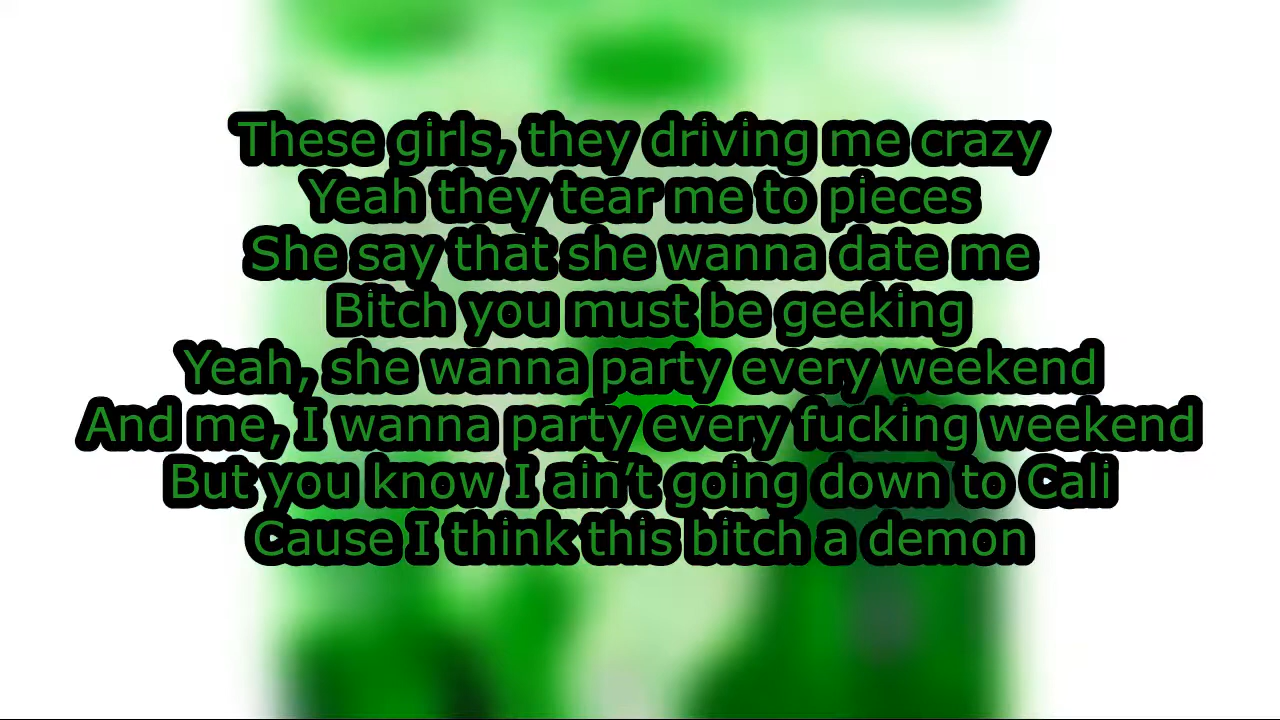 These girls, they driving me crazy
Yeah they tear me to pieces
She say that she wanna date me
Bitch you must be geeking
Yeah, she wanna party every weekend
And me, I wanna party every fucking weekend
But you know I ain’t going down to Cali
Cause I think this bitch a demon